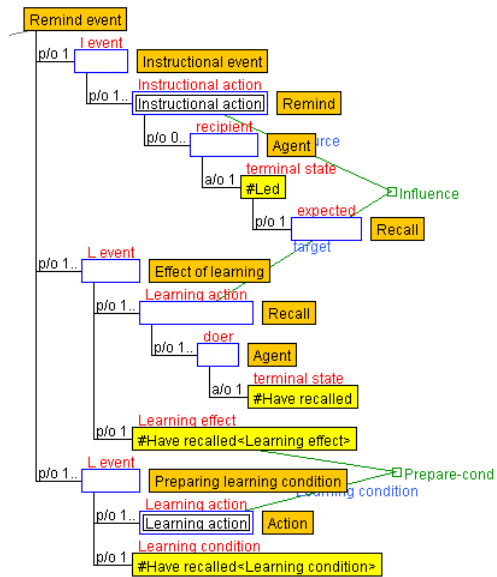 Remind event
I event
p/o 1
Instructional event
Instructional action
p/o 1..
Instructional action
Remind
recipient
p/o 0..
Agent
urce
terminal state
a/o 1
#Led
Influence
expected
p/o 1
Recall
target
L event
p/o 1..
Effect of learning
Learning action
p/o 1..
Recall
doer
p/o 1..
Agent
terminal state
a/o 1
#Have recalled
Learning effect
p/o 1
#Have recalled<Learning effect>
L event
p/o 1..
Preparing learning condition
Prepare-cond
Learning condition
Learning action
p/o 1..
Learning action
Action
Learning condition
p/o 1
#Have recalled<Learning condition>